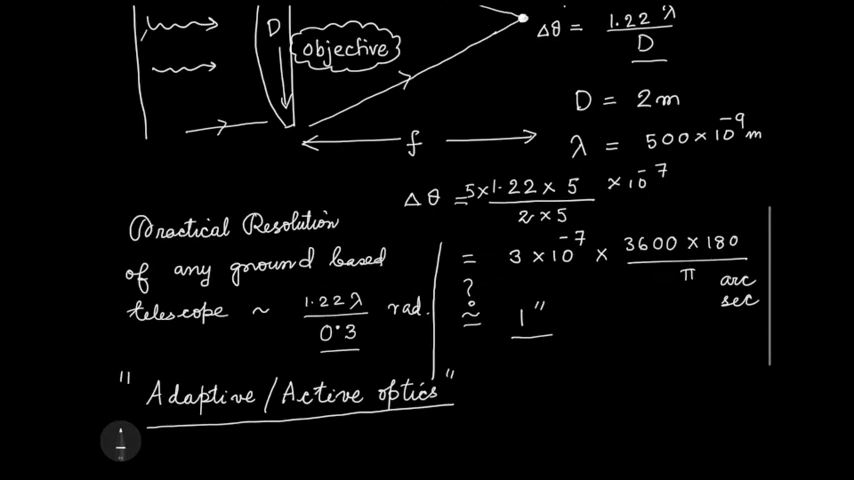 D
objective
Δθ = 1.22 λ / D
D = 2m
f
λ = 500 × 10⁻⁹ m
Δθ = 5 × 1.22 × 5 / 2 × 5 × 10⁻⁷
Practical Resolution
of any ground based
telescope ~ 1.22 λ / 0.3 rad.
= 3 × 10⁻⁷ × 3600 × 180 / π arc sec
? ≃ 1"
"Adaptive / Active optics"